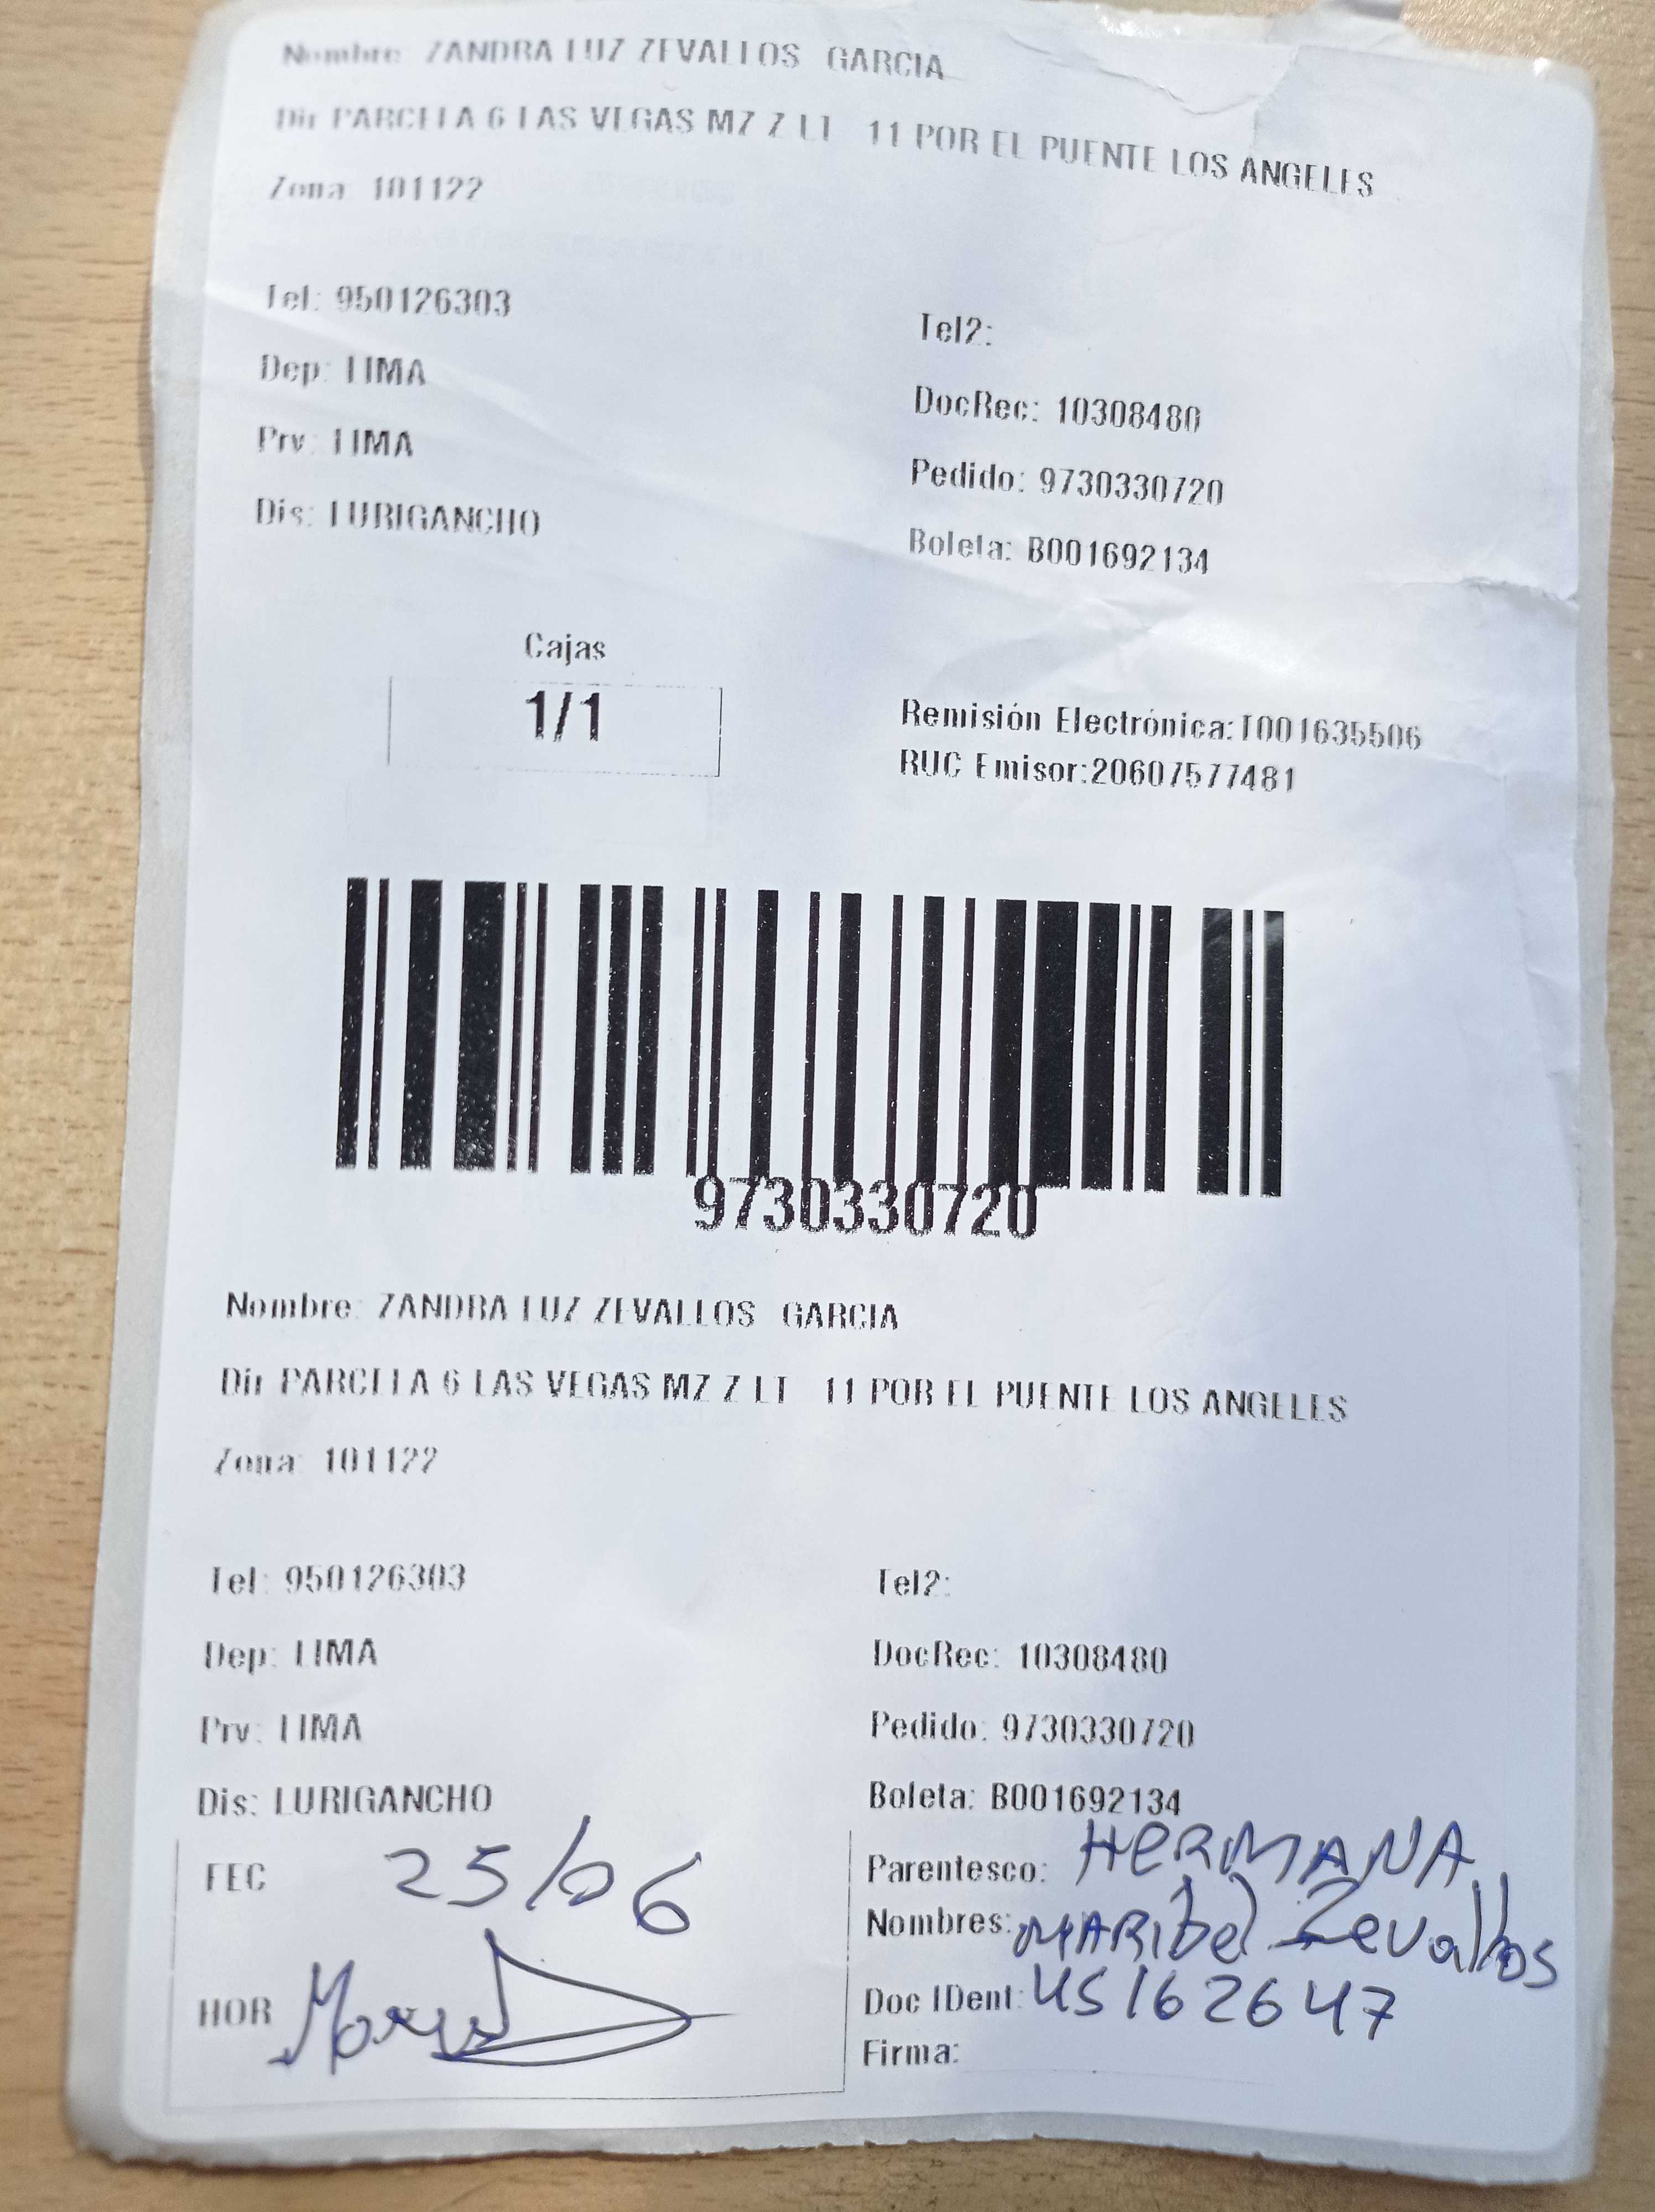 Nombre: ZANDRA LUZ ZEVALLOS GARCIA
Dir PARCELA 6 LAS VEGAS MZ Z LT 11 POR EL PUENTE LOS ANGELES
Zona: 101122
Tel: 950126303
Tel2:
Dep: LIMA
DocRec: 10308480
Prv: LIMA
Pedido: 9730330720
Dis: LURIGANCHO
Boleta: B001692134
Cajas
1/1
Remisión Electrónica:T001635506
RUC Emisor:20607577481
9730330720
Nombre: ZANDRA LUZ ZEVALLOS GARCIA
Dir PARCELA 6 LAS VEGAS MZ Z LT 11 POR EL PUENTE LOS ANGELES
Zona: 101122
Tel: 950126303
Tel2:
Dep: LIMA
DocRec: 10308480
Prv: LIMA
Pedido: 9730330720
Dis: LURIGANCHO
Boleta: B001692134
FEC 25/06
Parentesco: HERMANA
Nombres: MARIbel Zevallos
HOR
Doc IDent: 45162647
Firma: